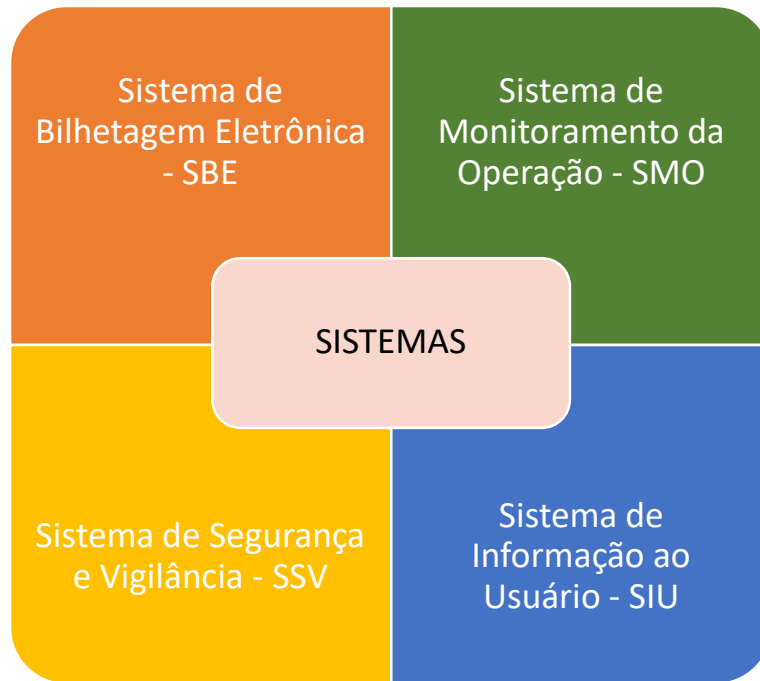 Sistema de
Bilhetagem Eletrônica
- SBE
Sistema de
Monitoramento da
Operação - SMO
SISTEMAS
Sistema de Segurança
e Vigilância - SSV
Sistema de
Informação ao
Usuário - SIU